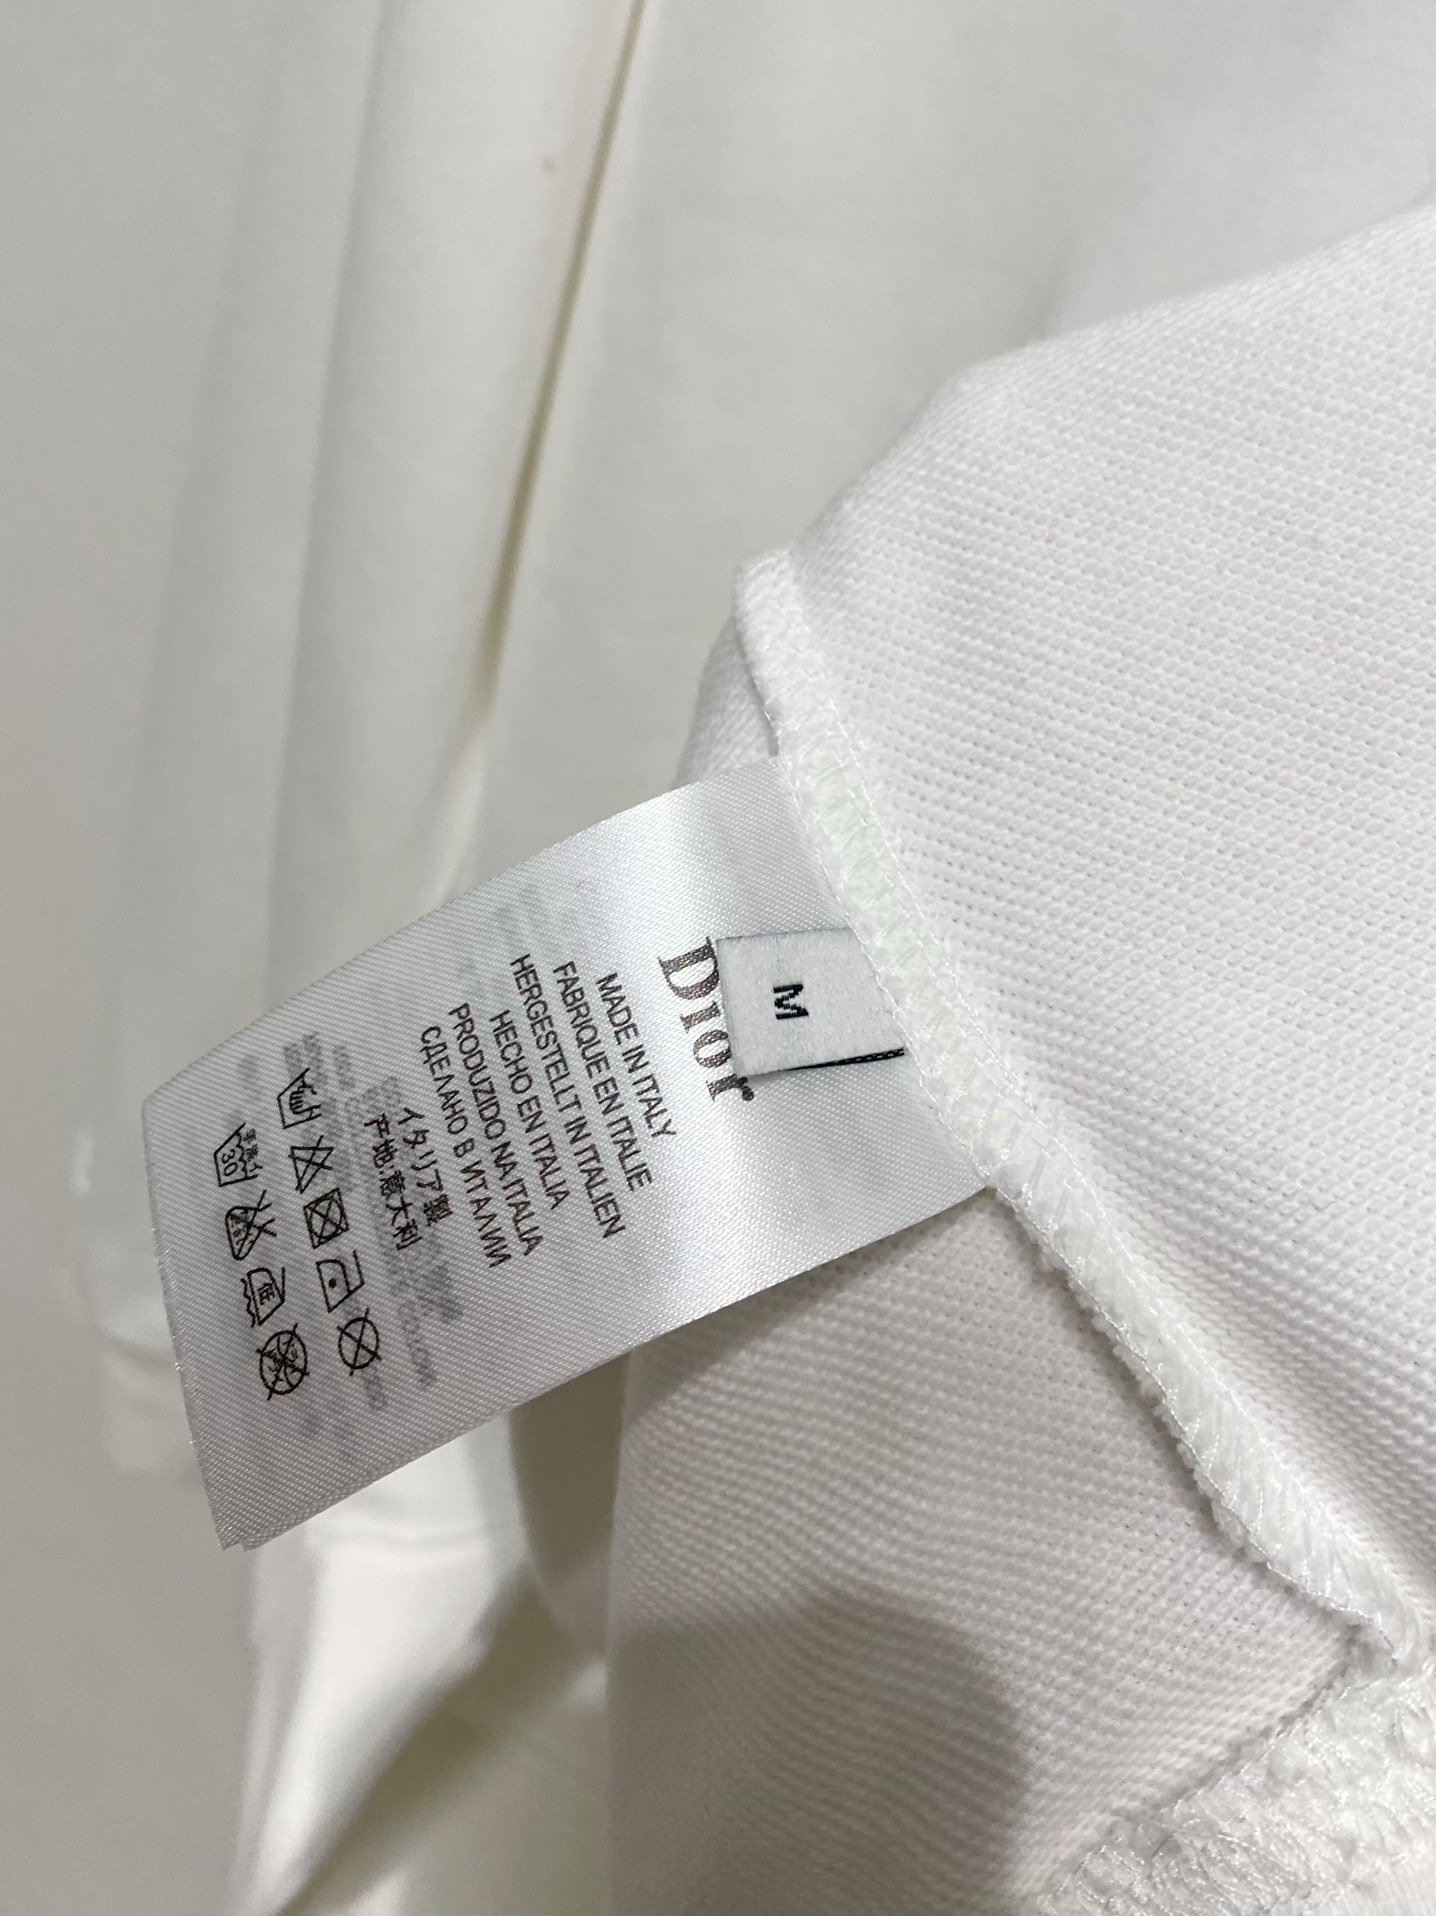 M
Dior
MADE IN ITALY
FABRIQUE EN ITALIE
HERGESTELLT IN ITALIEN
HECHO EN ITALIA
PRODUZIDO NA ITALIA
СДЕЛАНО В ИТАЛИИ
イタリア製
产地:意大利
30
低